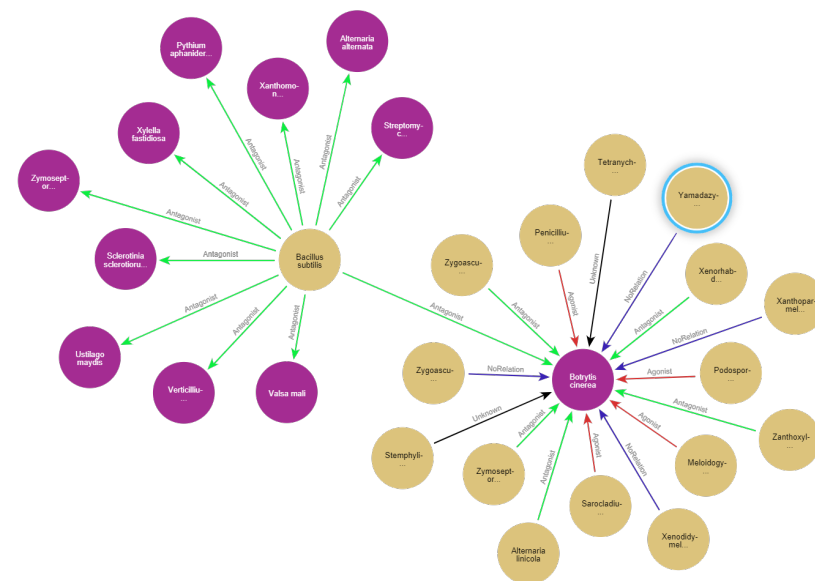 Alternaria
alternata
Pythium
aphanider...
Antagonist
Antagonist
Xanthomo-
n...
Antagonist
Streptomy-
c...
Antagonist
Xylella
fastidiosa
Antagonist
Zymosept-
or...
Antagonist
Sclerotinia
sclerotioru...
Antagonist
Bacillus
subtilis
Antagonist
Ustilago
maydis
Antagonist
Verticilliu-
...
Antagonist
Valsa mali
Antagonist
Tetranych-
...
Unknown
Yamadazy-
...
NoRelation
Penicilliu-
...
Agonist
Zygoascu-
...
Antagonist
Xenorhab-
d...
Antagonist
Xanthopar-
mel...
NoRelation
Botrytis
cinerea
Zygoascu-
...
NoRelation
Podospor-
...
Agonist
Stemphyli-
...
Unknown
Zymosept-
or...
Antagonist
Zanthoxyl-
...
Antagonist
Meloidogy-
...
Agonist
Alternaria
linicola
Antagonist
Sarocladiu-
...
Agonist
Xenodidy-
mel...
NoRelation